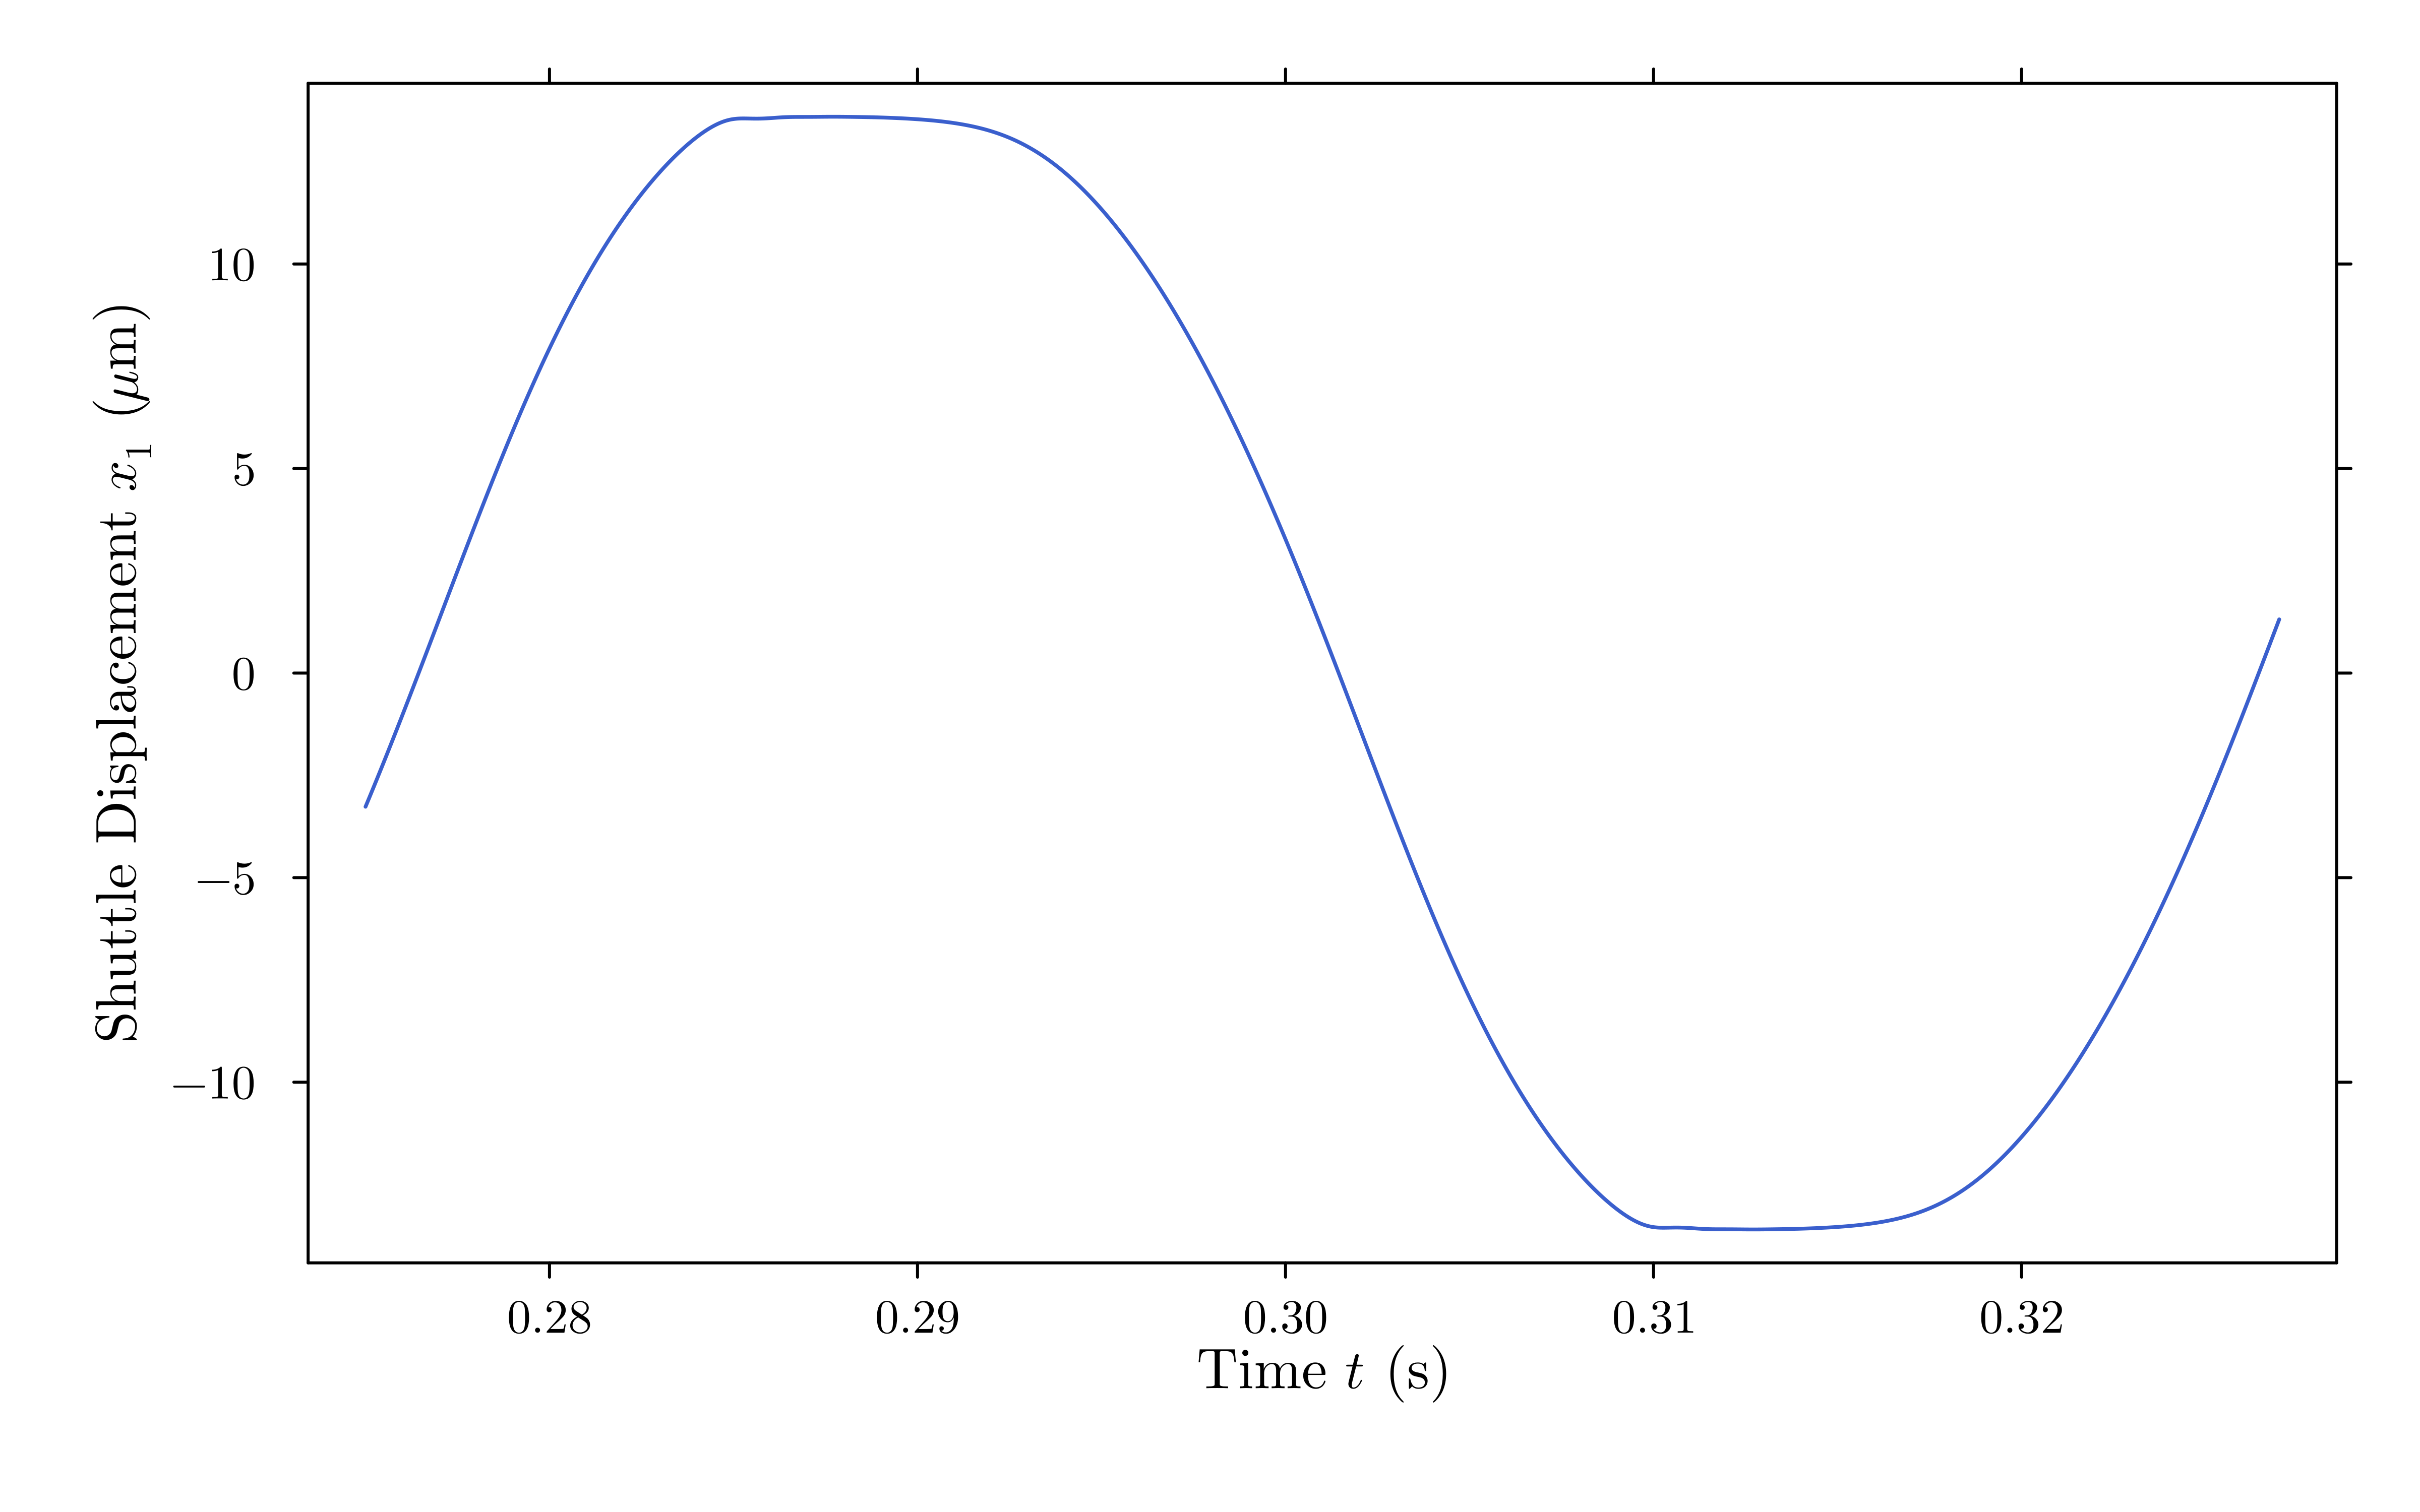 Shuttle Displacement x₁ (μm)
10
5
0
−5
−10
0.28 0.29 0.30 0.31 0.32
Time t (s)